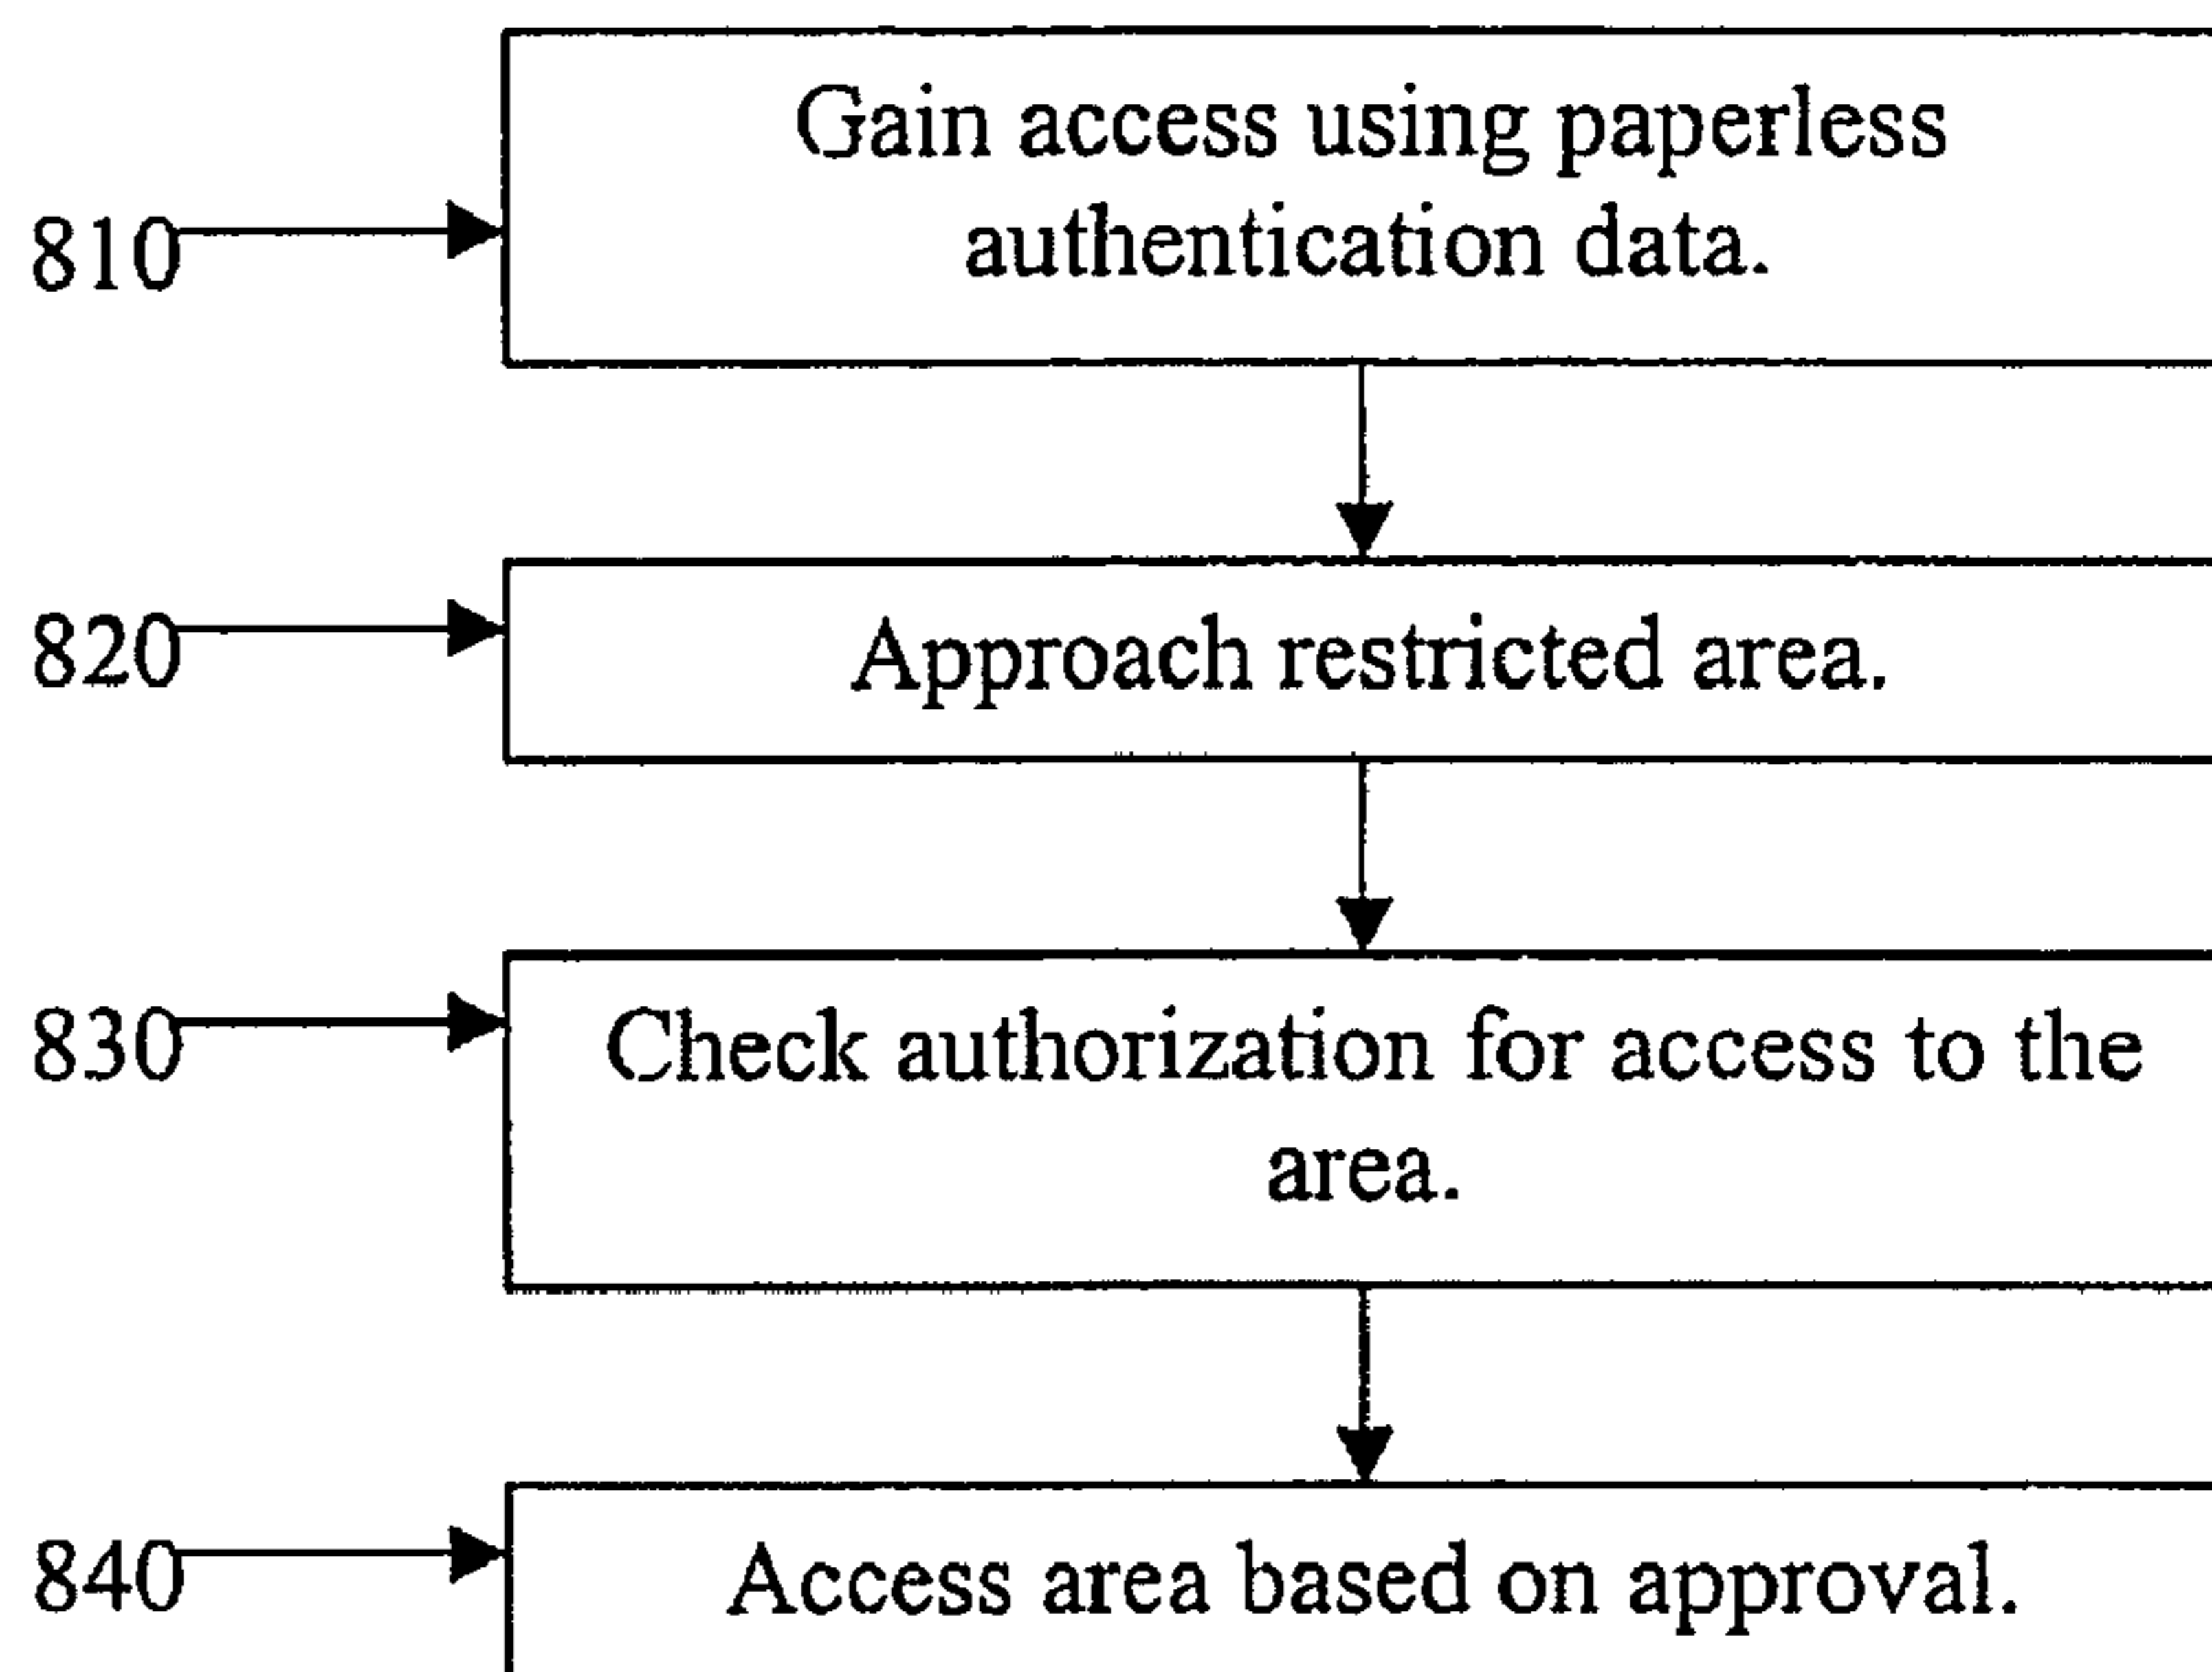 Gain access using paperless
authentication data.
810
Approach restricted area.
820
Check authorization for access to the
area.
830
Access area based on approval.
840